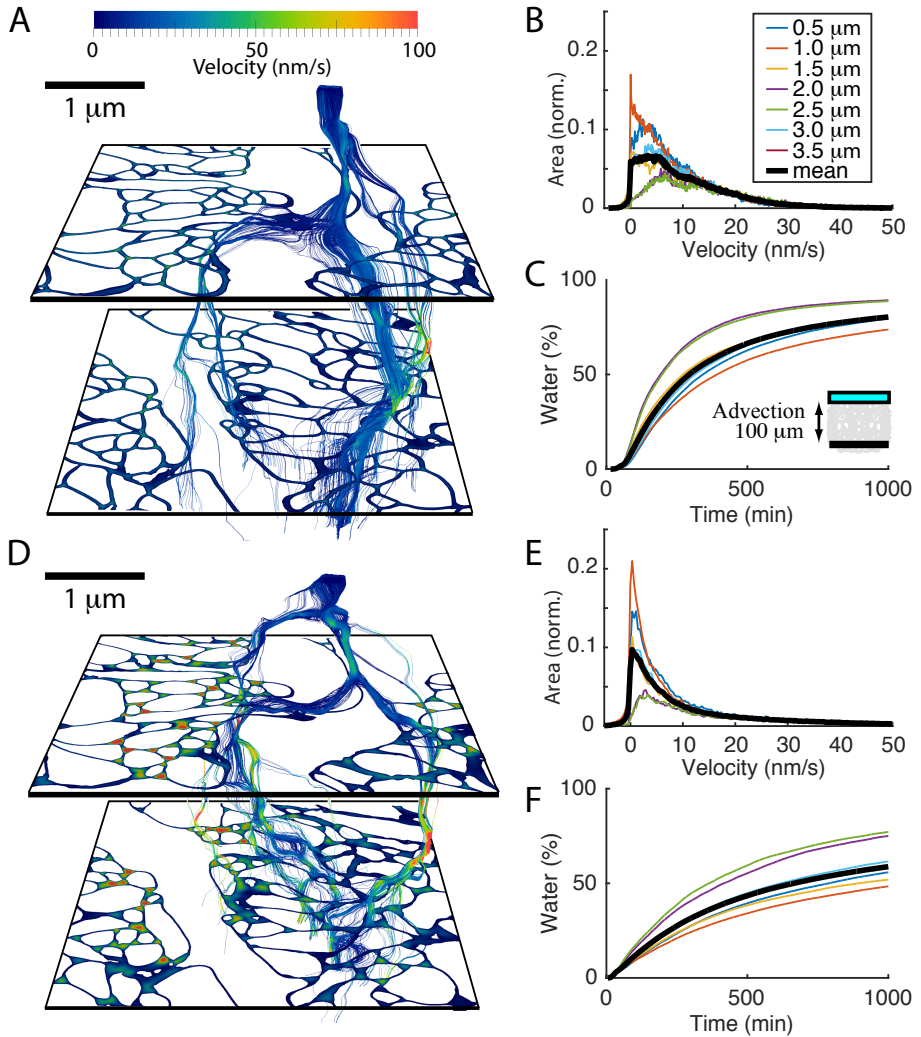 A
0 50 100
Velocity (nm/s)
1 μm
B
0.2
0.1
0
Area (norm.)
0 10 20 30 40 50
Velocity (nm/s)
0.5 μm
1.0 μm
1.5 μm
2.0 μm
2.5 μm
3.0 μm
3.5 μm
mean
C
100
50
0
Water (%)
Advection
100 μm
0 500 1000
Time (min)
D
1 μm
E
0.2
0.1
0
Area (norm.)
0 10 20 30 40 50
Velocity (nm/s)
F
100
50
0
Water (%)
0 500 1000
Time (min)